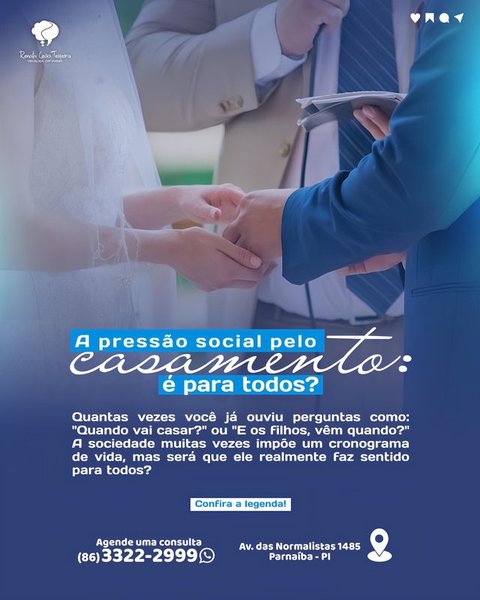 A pressão social pelo
casamento:
é para todos?
Quantas vezes você já ouviu perguntas como:
"Quando vai casar?" ou "E os filhos, vêm quando?"
A sociedade muitas vezes impõe um cronograma
de vida, mas será que ele realmente faz sentido
para todos?
Confira a legenda!
Agende uma consulta
(86) 3322-2999
Av. das Normalistas 1485
Parnaíba - PI